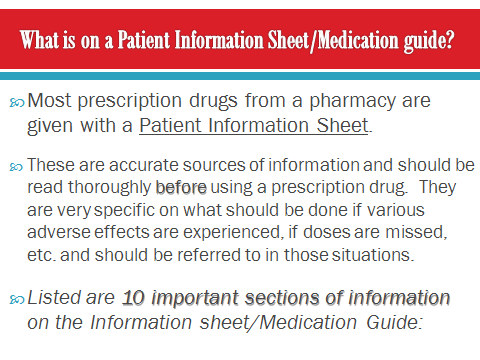 What is on a Patient Information Sheet/Medication guide?
Most prescription drugs from a pharmacy are
given with a Patient Information Sheet.
These are accurate sources of information and should be
read thoroughly before using a prescription drug. They
are very specific on what should be done if various
adverse effects are experienced, if doses are missed,
etc. and should be referred to in those situations.
Listed are 10 important sections of information
on the Information sheet/Medication Guide: